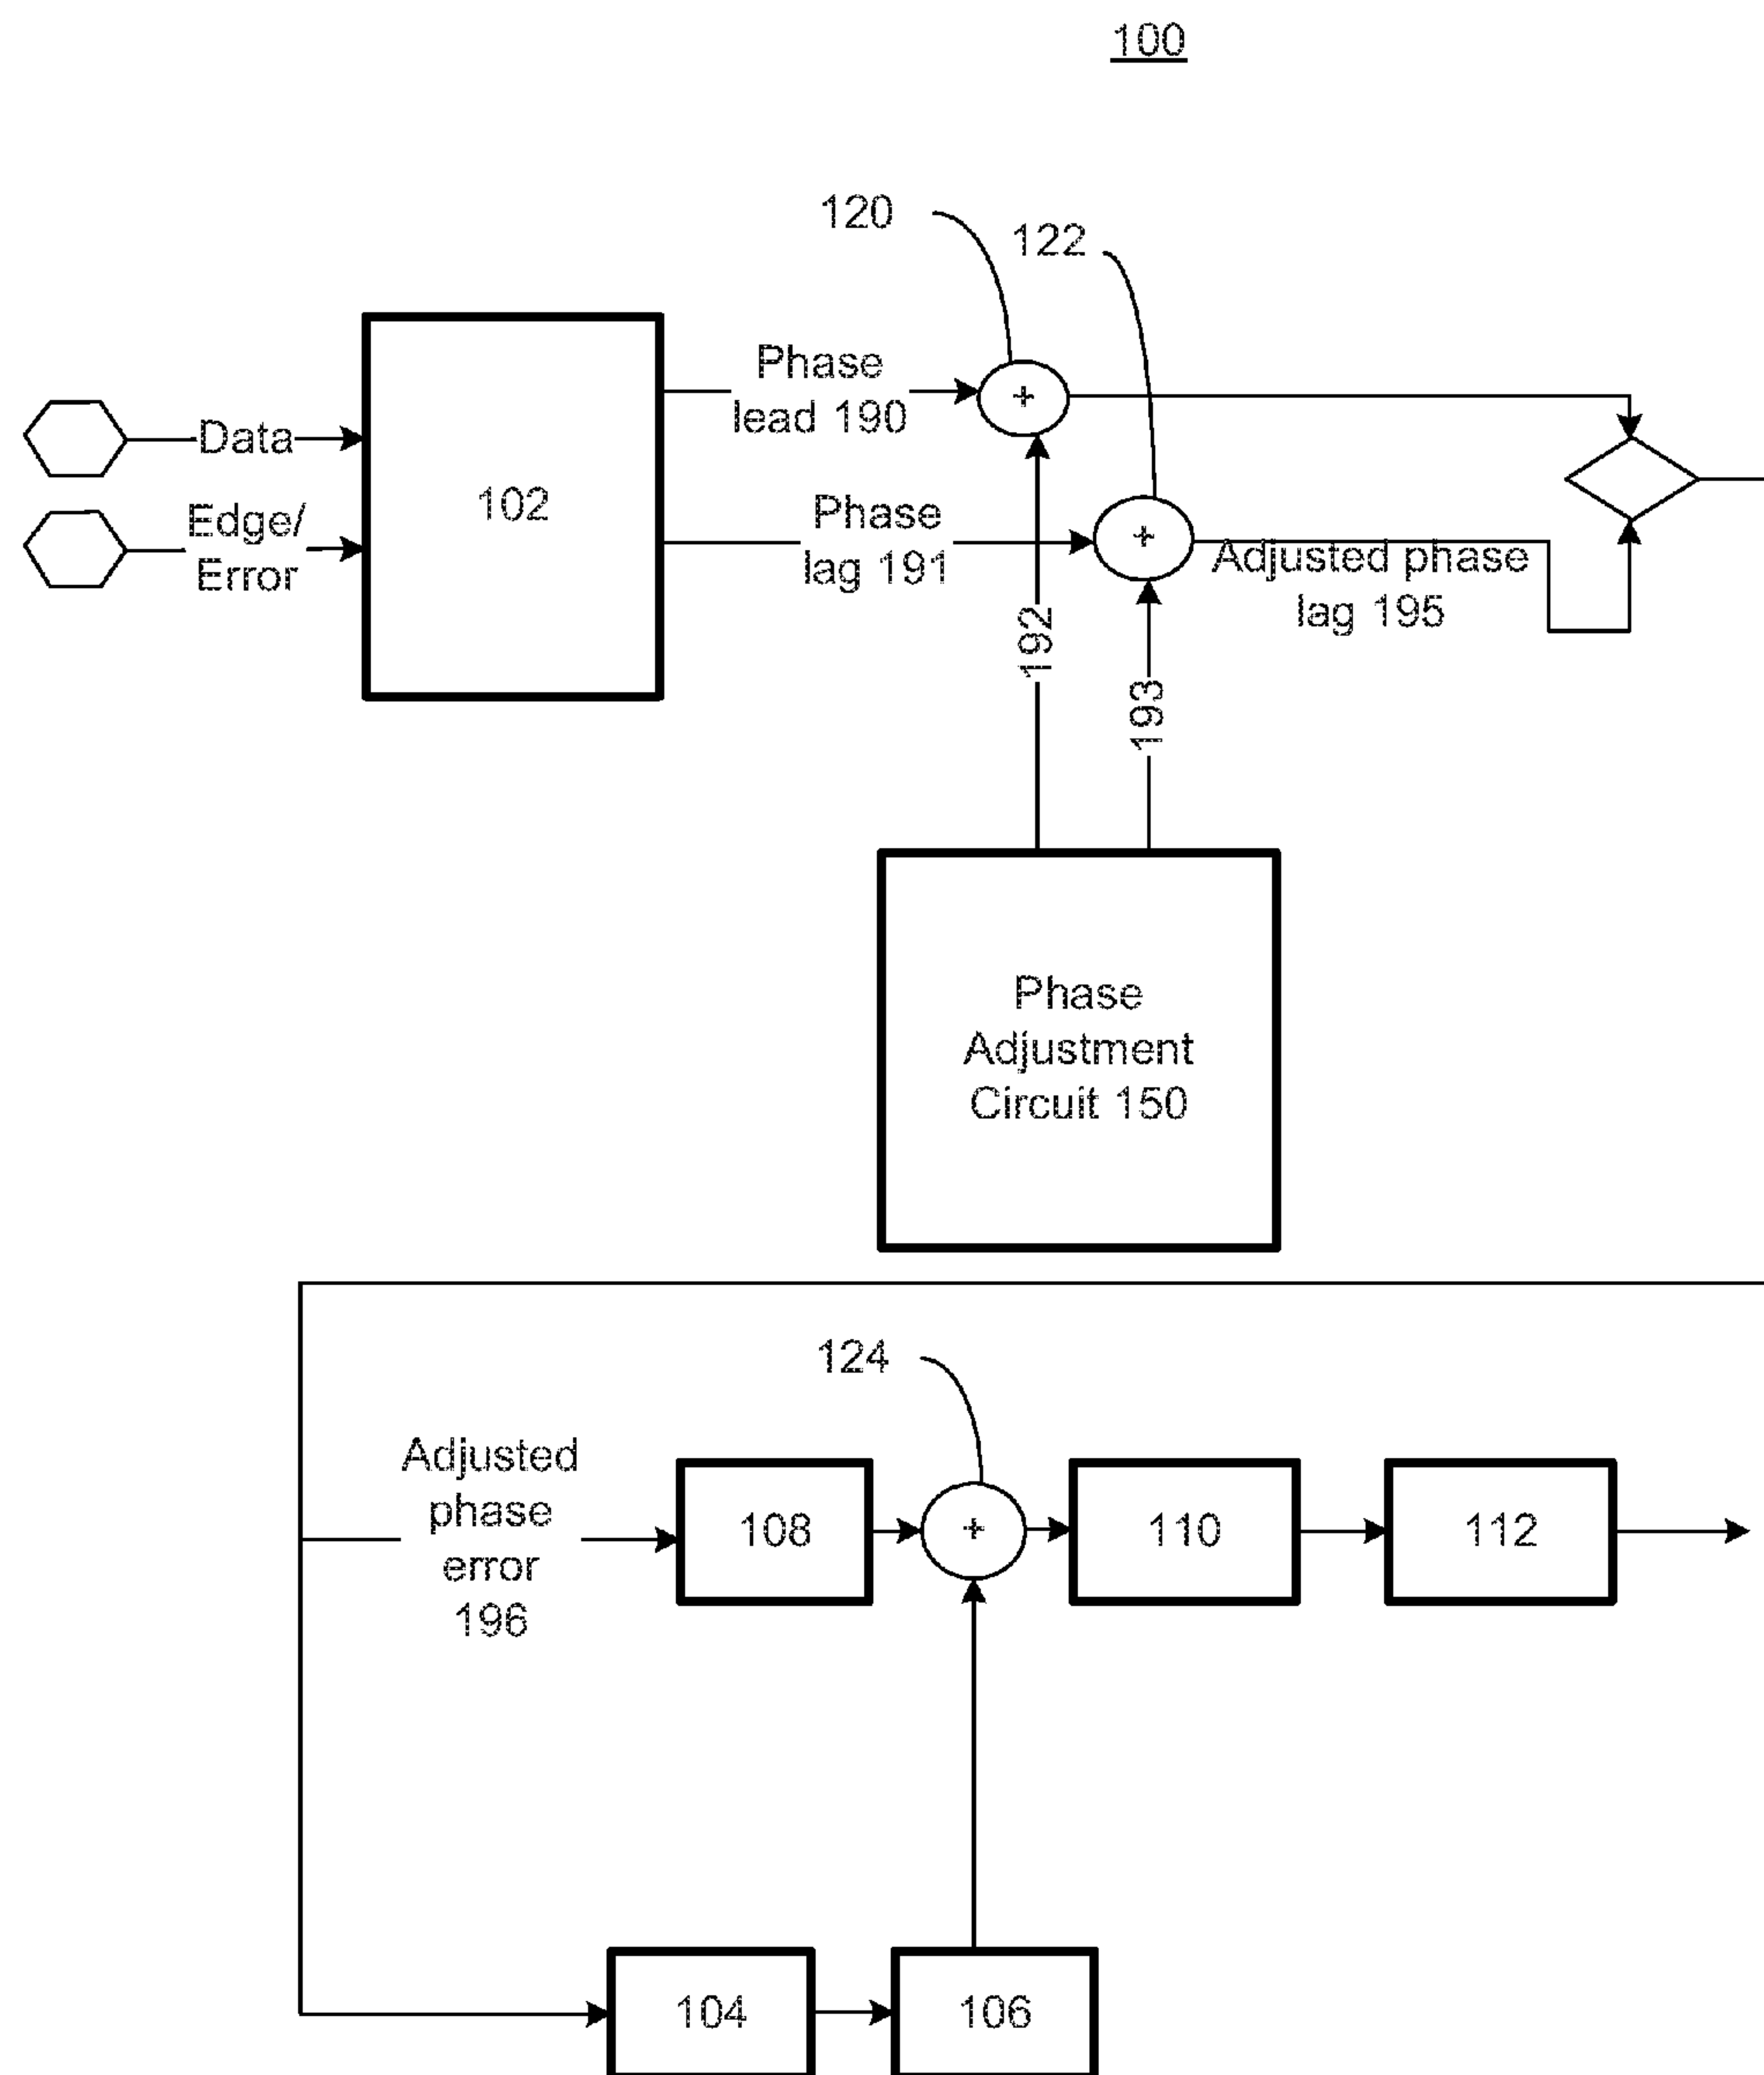 100
120
122
Phase
lead 190
Data
102
Edge/
Error
Phase
lag 191
+
+
Adjusted phase
lag 195
192
193
Phase
Adjustment
Circuit 150
124
Adjusted
phase
error
196
108
+
110
112
104
106